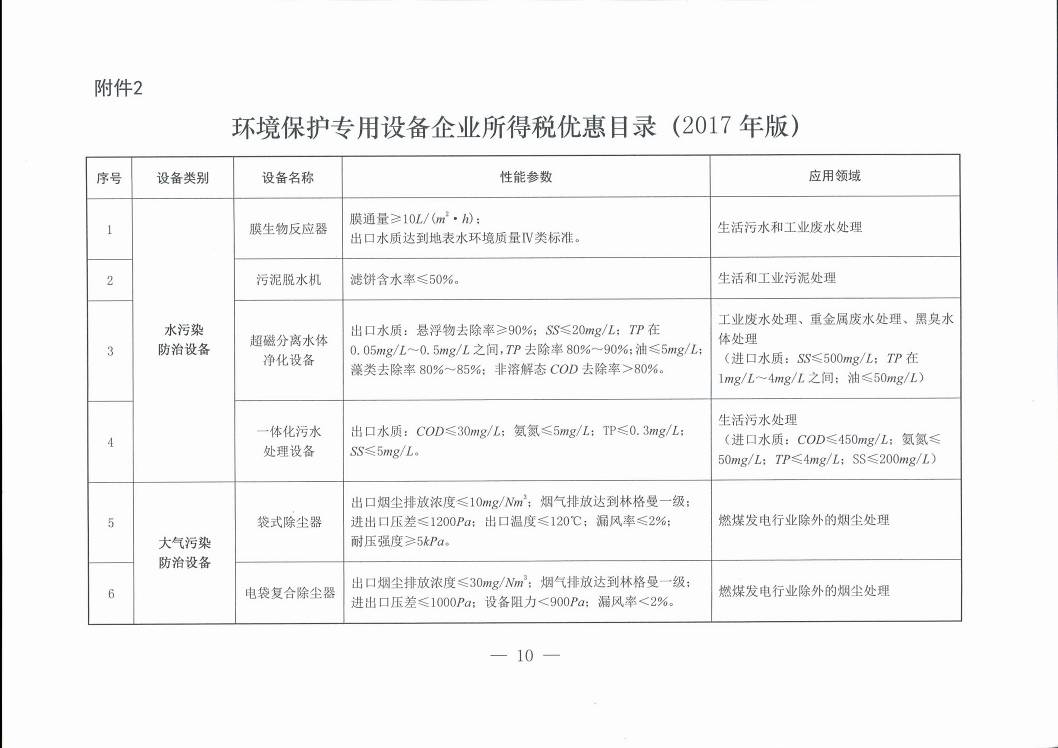 附件2
环境保护专用设备企业所得税优惠目录（2017 年版）
序号 设备类别 设备名称 性能参数 应用领域
1 膜生物反应器 膜通量≥10L/(m²·h)；
出口水质达到地表水环境质量Ⅳ类标准。 生活污水和工业废水处理
2 污泥脱水机 滤饼含水率≤50%。 生活和工业污泥处理
水污染
防治设备
3 超磁分离水体
净化设备 出口水质：悬浮物去除率≥90%；SS≤20mg/L；TP 在
0.05mg/L～0.5mg/L 之间，TP 去除率 80%～90%；油≤5mg/L；
藻类去除率 80%～85%；非溶解态 COD 去除率＞80%。
工业废水处理、重金属废水处理、黑臭水
体处理
（进口水质：SS≤500mg/L；TP 在
1mg/L～4mg/L 之间；油≤50mg/L）
4 一体化污水
处理设备 出口水质：COD≤30mg/L；氨氮≤5mg/L；TP≤0.3mg/L；
SS≤5mg/L。
生活污水处理
（进口水质：COD≤450mg/L；氨氮≤
50mg/L；TP≤4mg/L；SS≤200mg/L）
大气污染
防治设备
5 袋式除尘器 出口烟尘排放浓度≤10mg/Nm³；烟气排放达到林格曼一级；
进出口压差≤1200Pa；出口温度≤120℃；漏风率≤2%；
耐压强度≥5kPa。
燃煤发电行业除外的烟尘处理
6 电袋复合除尘器 出口烟尘排放浓度≤30mg/Nm³；烟气排放达到林格曼一级；
进出口压差≤1000Pa；设备阻力＜900Pa；漏风率＜2%。
燃煤发电行业除外的烟尘处理
— 10 —